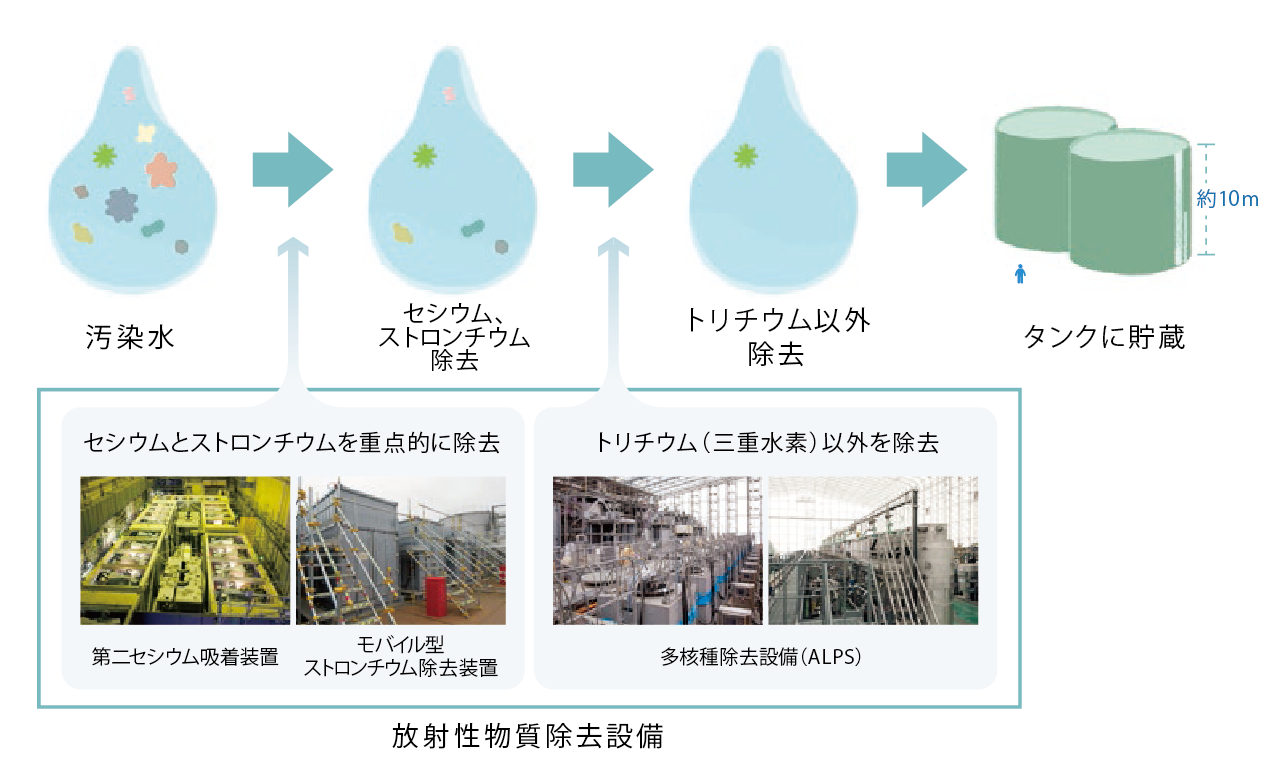 約10m
汚染水
セシウム、
ストロンチウム
除去
トリチウム以外
除去
タンクに貯蔵
セシウムとストロンチウムを重点的に除去
トリチウム（三重水素）以外を除去
第二セシウム吸着装置
モバイル型
ストロンチウム除去装置
多核種除去設備（ALPS）
放射性物質除去設備